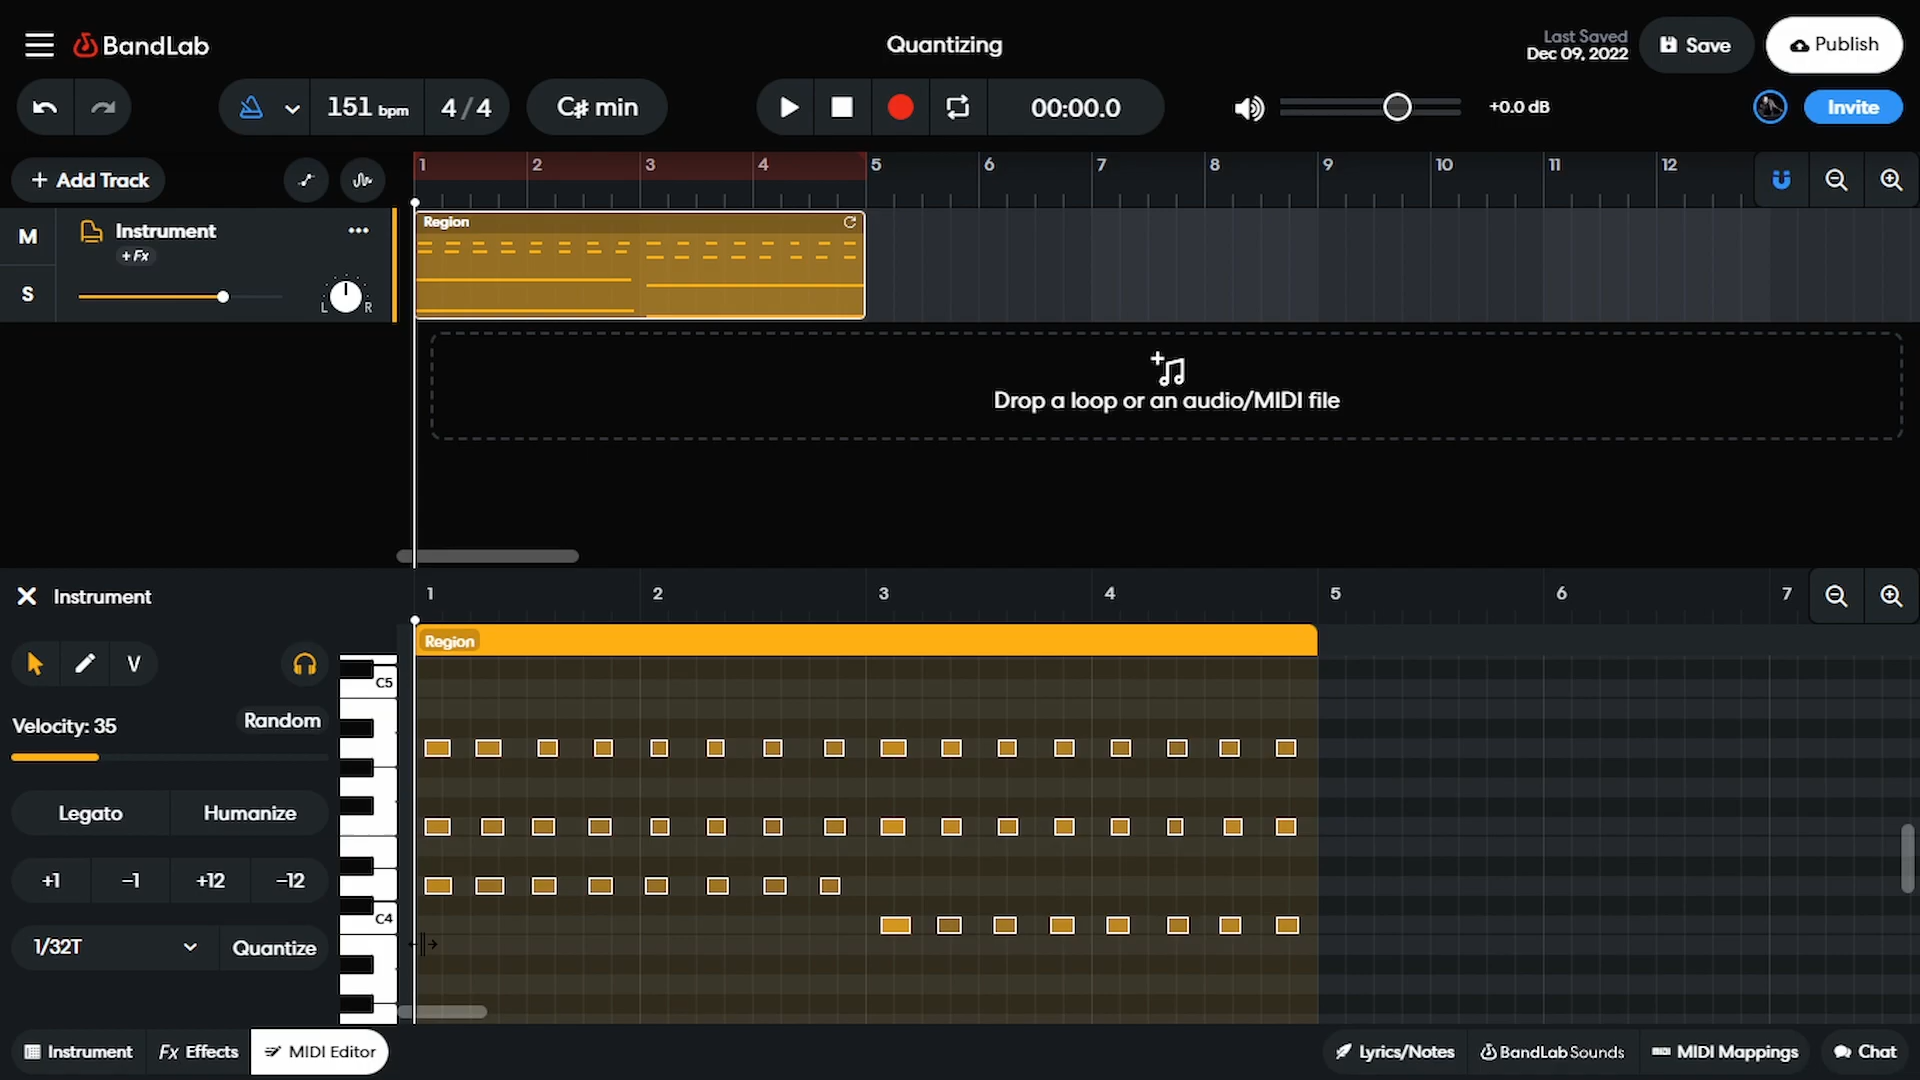 BandLab
Quantizing
Last Saved
Dec 09, 2022
Save
Publish
151 bpm
4 / 4
C# min
00:00.0
+0.0 dB
Invite
+ Add Track
1 2 3 4 5 6 7 8 9 10 11 12
M
Instrument
+ Fx
S
L R
Region
Drop a loop or an audio/MIDI file
Instrument
1 2 3 4 5 6 7
V
Region
C5
Velocity: 35
Random
Legato
Humanize
+1 −1 +12 −12
C4
1/32T
Quantize
Instrument
Fx Effects
MIDI Editor
Lyrics/Notes
BandLab Sounds
MIDI Mappings
Chat